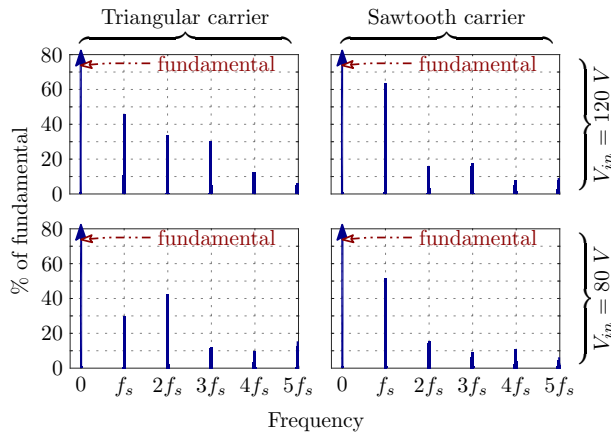 Triangular carrier Sawtooth carrier
80
60
40
20
0
fundamental
fundamental
V_in = 120 V
% of fundamental
80
60
40
20
0
fundamental
fundamental
V_in = 80 V
0 f_s 2f_s 3f_s 4f_s 5f_s
0 f_s 2f_s 3f_s 4f_s 5f_s
Frequency